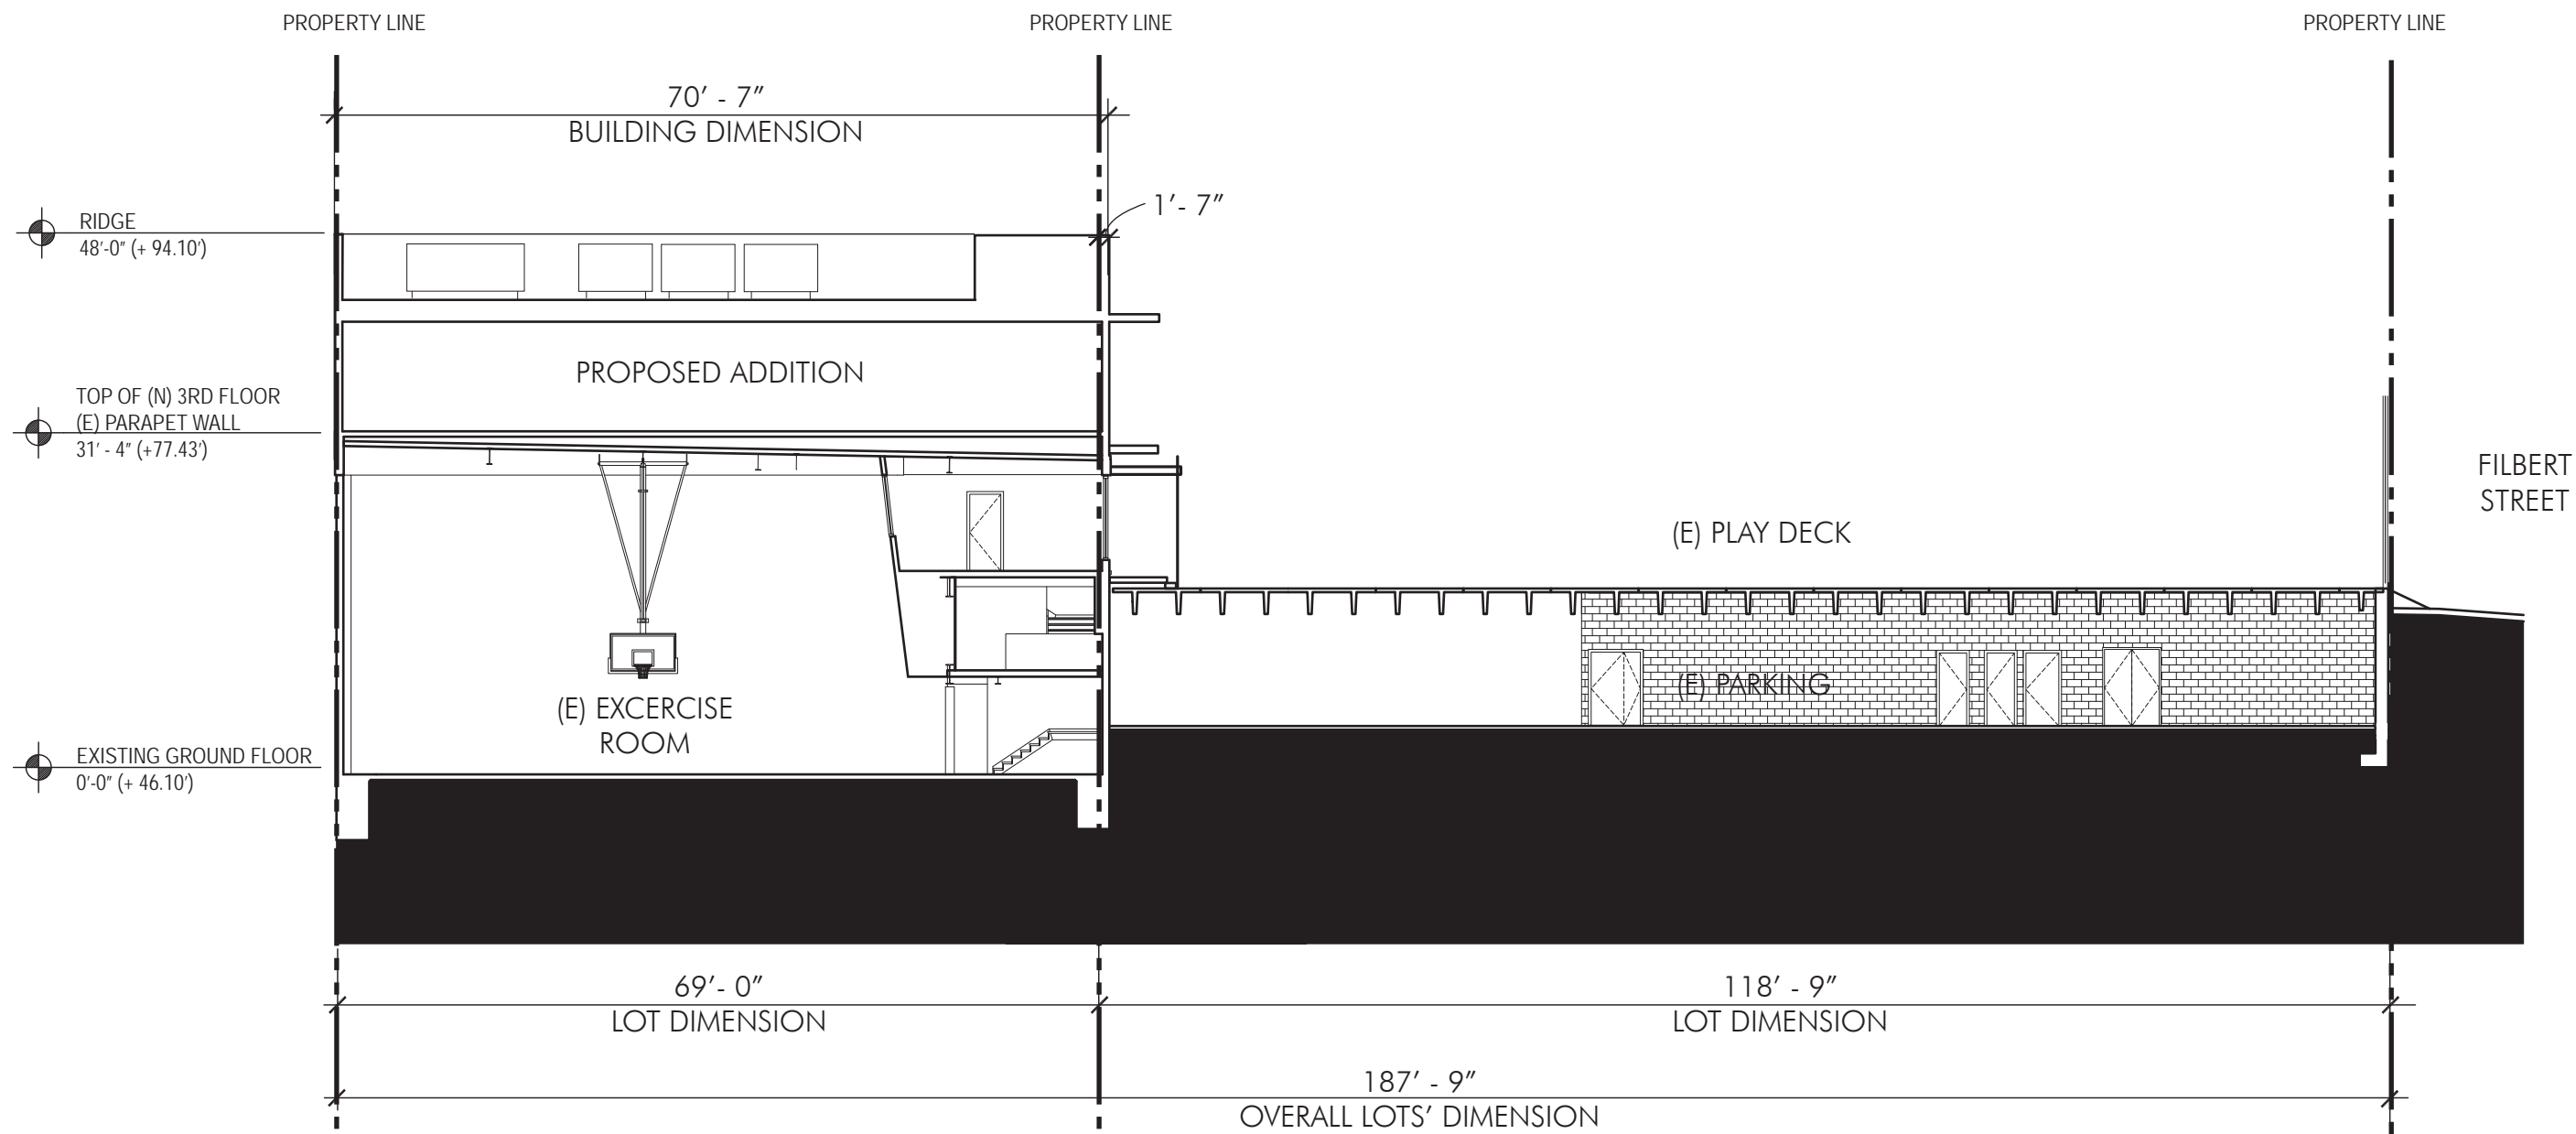 PROPERTY LINE
PROPERTY LINE
PROPERTY LINE
70' - 7"
BUILDING DIMENSION
1'- 7"
RIDGE
48'-0" (+ 94.10')
PROPOSED ADDITION
TOP OF (N) 3RD FLOOR
(E) PARAPET WALL
31' - 4" (+77.43')
FILBERT
STREET
(E) PLAY DECK
(E) PARKING
(E) EXCERCISE
ROOM
EXISTING GROUND FLOOR
0'-0" (+ 46.10')
69'- 0"
LOT DIMENSION
118' - 9"
LOT DIMENSION
187' - 9"
OVERALL LOTS' DIMENSION